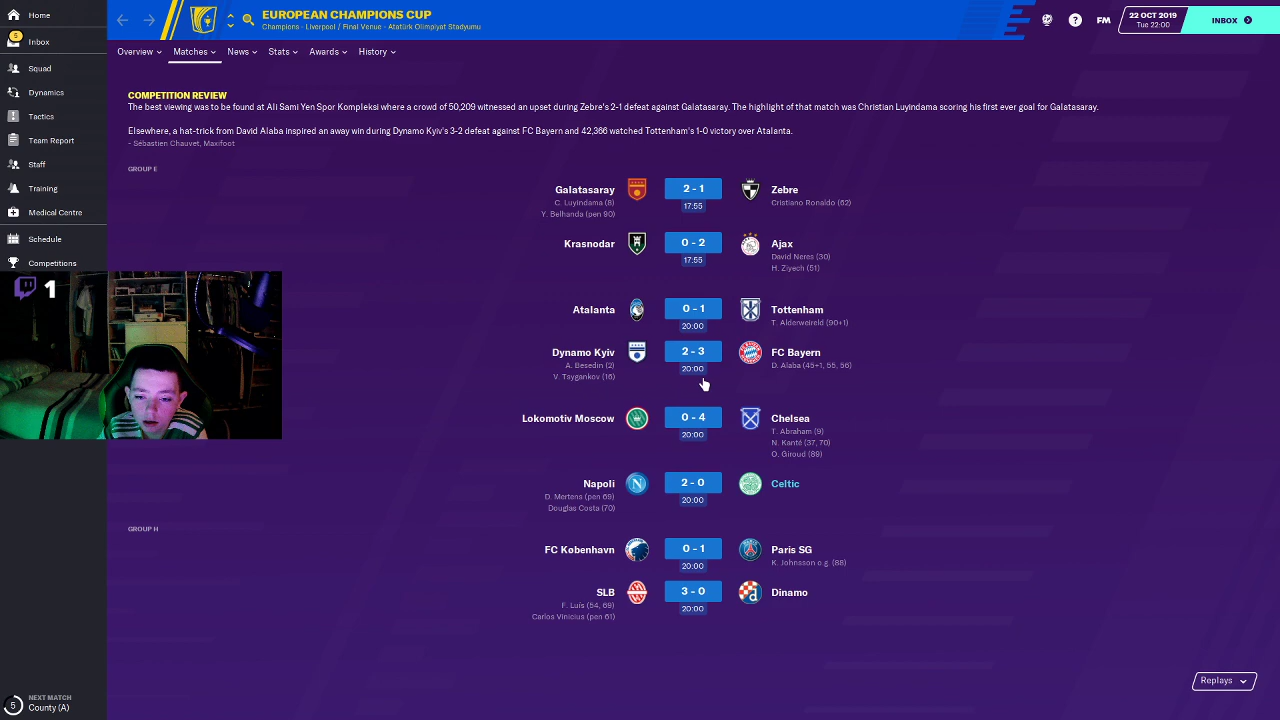 EUROPEAN CHAMPIONS CUP
Champions - Liverpool / Final Venue - Atatürk Olimpiyat Stadyumu
? FM
22 OCT 2019
Tue 22:00
INBOX
5
Inbox
Squad
Dynamics
Tactics
Team Report
Staff
Training
Medical Centre
Schedule
Competitions
1
NEXT MATCH
5 County (A)
Overview Matches News Stats Awards History
COMPETITION REVIEW
The best viewing was to be found at Ali Sami Yen Spor Kompleksi where a crowd of 50,209 witnessed an upset during Zebre's 2-1 defeat against Galatasaray. The highlight of that match was Christian Luyindama scoring his first ever goal for Galatasaray.
Elsewhere, a hat-trick from David Alaba inspired an away win during Dynamo Kyiv's 3-2 defeat against FC Bayern and 42,366 watched Tottenham's 1-0 victory over Atalanta.
- Sébastien Chauvet, Maxifoot
GROUP E
Galatasaray 2 - 1 Zebre
C. Luyindama (8) 17:55 Cristiano Ronaldo (62)
Y. Belhanda (pen 90)
Krasnodar 0 - 2 Ajax
17:55 David Neres (30)
H. Ziyech (51)
Atalanta 0 - 1 Tottenham
20:00 T. Alderweireld (90+1)
Dynamo Kyiv 2 - 3 FC Bayern
A. Besedin (2) 20:00 D. Alaba (45+1, 55, 56)
V. Tsygankov (16)
Lokomotiv Moscow 0 - 4 Chelsea
20:00 T. Abraham (9)
N. Kanté (37, 70)
O. Giroud (89)
Napoli 2 - 0 Celtic
D. Mertens (pen 69) 20:00
Douglas Costa (70)
GROUP H
FC København 0 - 1 Paris SG
20:00 K. Johnsson o.g. (88)
SLB 3 - 0 Dinamo
F. Luís (54, 69) 20:00
Carlos Vinícius (pen 61)
Replays